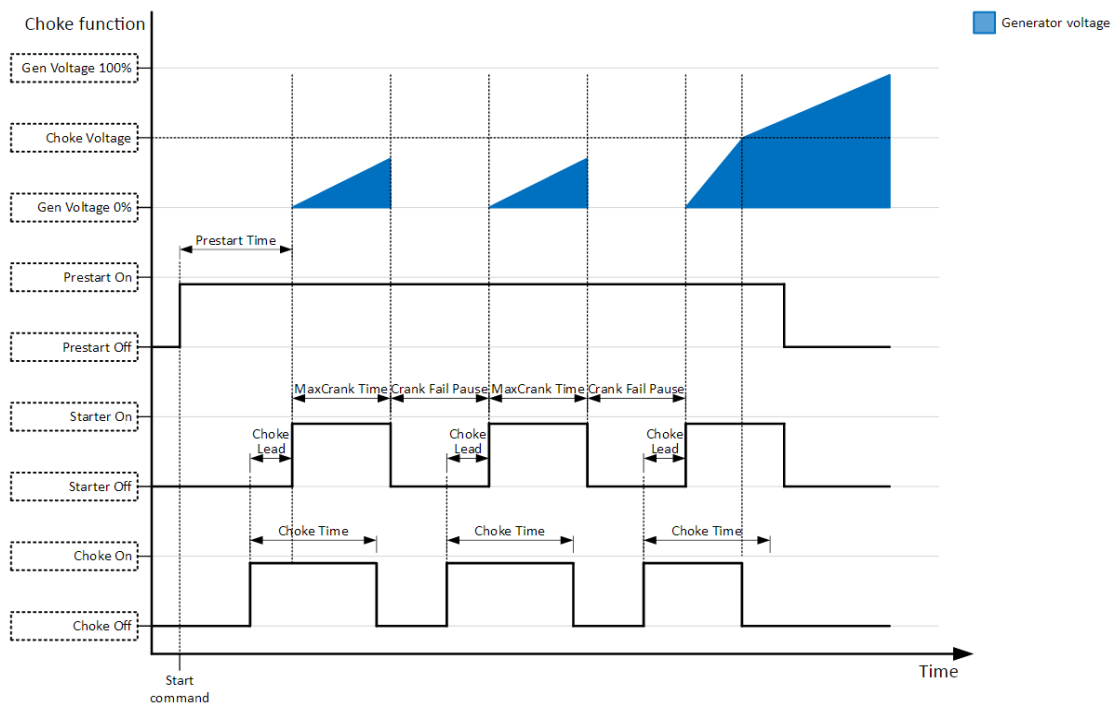 Choke function
Generator voltage
Gen Voltage 100%
Choke Voltage
Gen Voltage 0%
Prestart Time
Prestart On
Prestart Off
MaxCrank Time
Crank Fail Pause
MaxCrank Time
Crank Fail Pause
Starter On
Choke
Lead
Choke
Lead
Choke
Lead
Starter Off
Choke Time
Choke Time
Choke Time
Choke On
Choke Off
Time
Start
command